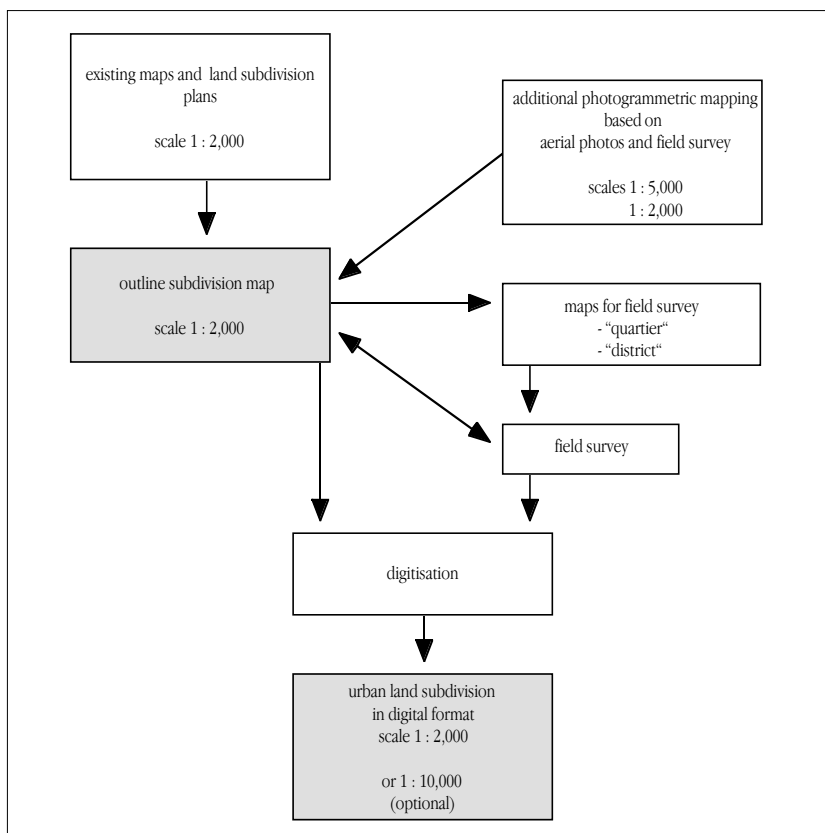 existing maps and land subdivision
plans
scale 1 : 2,000
additional photogrammetric mapping
based on
aerial photos and field survey
scales 1 : 5,000
1 : 2,000
outline subdivision map
scale 1 : 2,000
maps for field survey
- “quartier“
- “district“
field survey
digitisation
urban land subdivision
in digital format
scale 1 : 2,000
or 1 : 10,000
(optional)